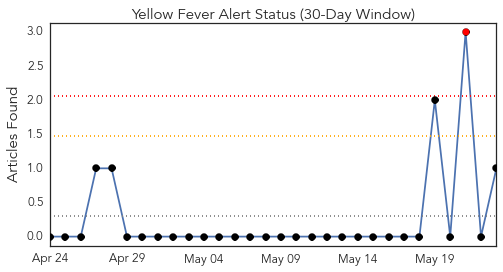 Yellow Fever Alert Status (30-Day Window)
Articles Found
3.0
2.5
2.0
1.5
1.0
0.5
0.0
Apr 24
Apr 29
May 04
May 09
May 14
May 19